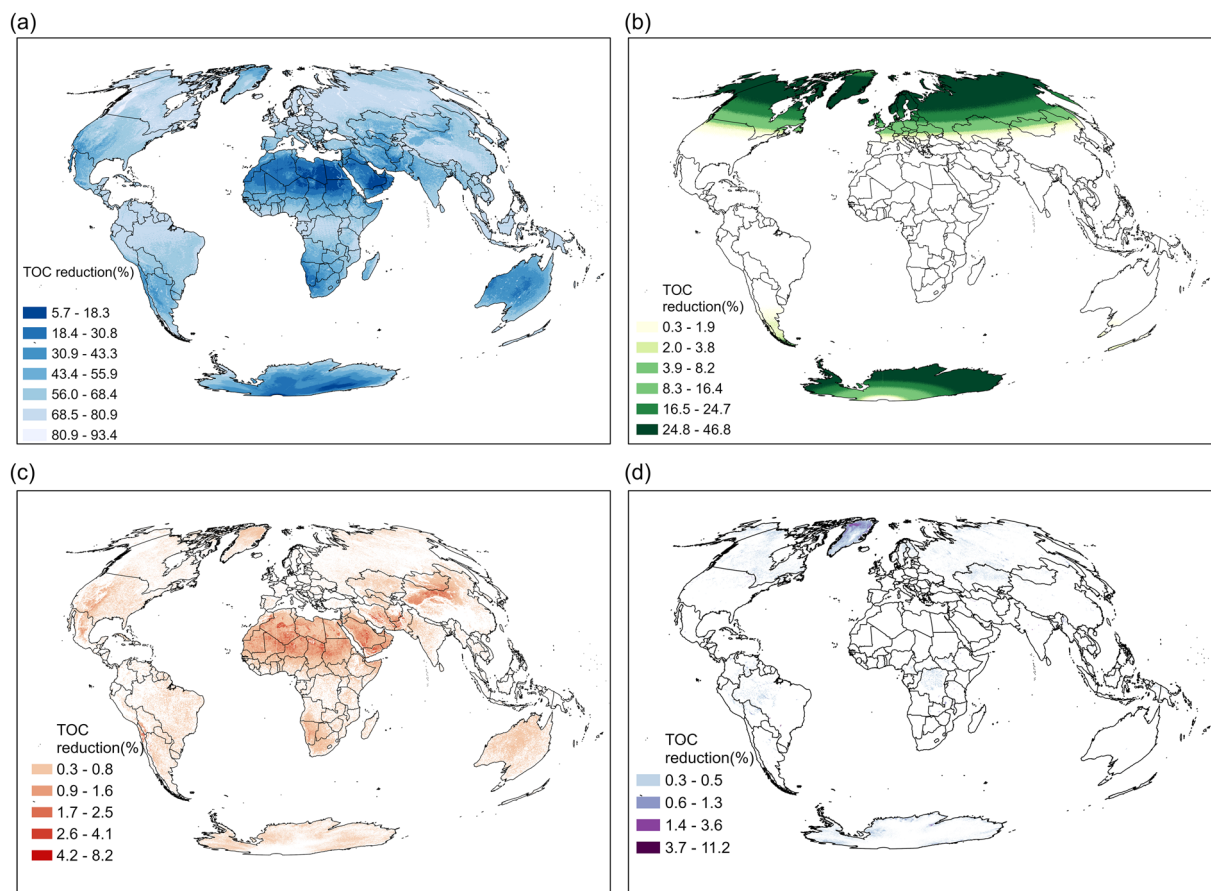 (a)
TOC reduction(%)
5.7 - 18.3
18.4 - 30.8
30.9 - 43.3
43.4 - 55.9
56.0 - 68.4
68.5 - 80.9
80.9 - 93.4
(b)
TOC
reduction(%)
0.3 - 1.9
2.0 - 3.8
3.9 - 8.2
8.3 - 16.4
16.5 - 24.7
24.8 - 46.8
(c)
TOC
reduction(%)
0.3 - 0.8
0.9 - 1.6
1.7 - 2.5
2.6 - 4.1
4.2 - 8.2
(d)
TOC
reduction(%)
0.3 - 0.5
0.6 - 1.3
1.4 - 3.6
3.7 - 11.2